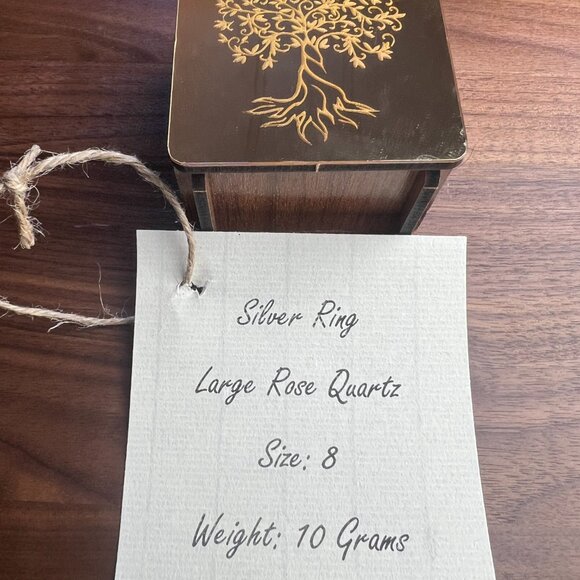 Silver Ring
Large Rose Quartz
Size: 8
Weight: 10 Grams